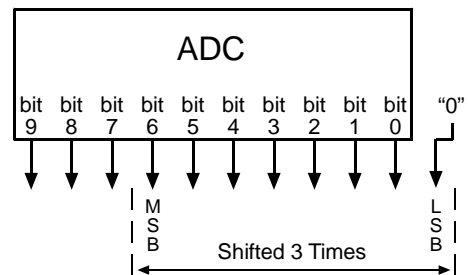 ADC
bit bit bit bit bit bit bit bit bit bit "0"
9 8 7 6 5 4 3 2 1 0
MSB LSB
Shifted 3 Times